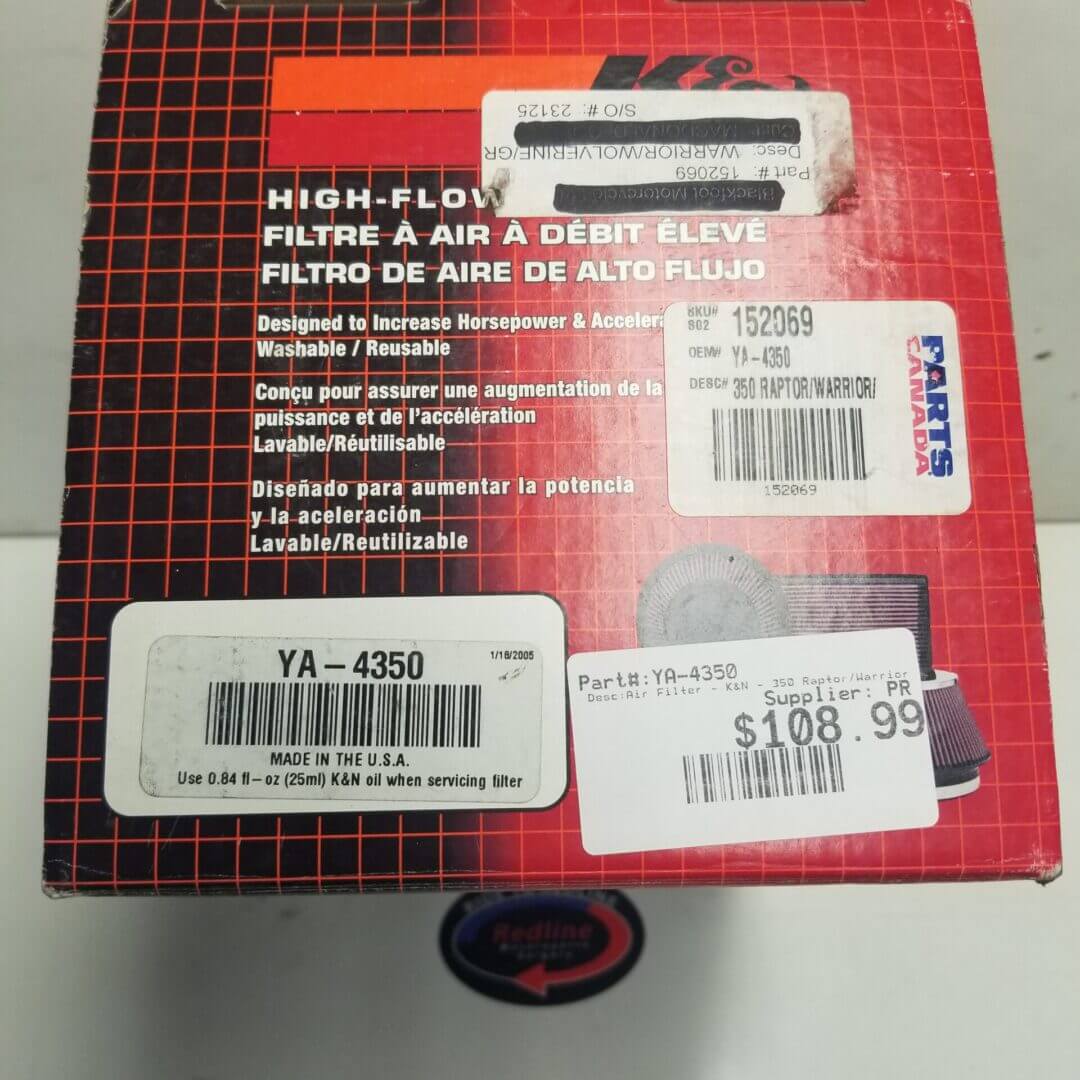 K&N
S/O #: 23125
Desc: WARRIOR/WOLVERINE/GR
Part #: 152069
Blackfoot Motorcycle
HIGH-FLOW
FILTRE À AIR À DÉBIT ÉLEVÉ
FILTRO DE AIRE DE ALTO FLUJO
Designed to Increase Horsepower & Acceler
Washable / Reusable
Conçu pour assurer une augmentation de la
puissance et de l'accélération
Lavable/Réutilisable
Diseñado para aumentar la potencia
y la aceleración
Lavable/Reutilizable
SKU# 152069
S02
OEM# YA-4350
DESC# 350 RAPTOR/WARRIOR/
152069
PARTS
CANADA
YA-4350
1/18/2005
MADE IN THE U.S.A.
Use 0.84 fl-oz (25ml) K&N oil when servicing filter
Part#:YA-4350
Desc:Air Filter - K&N - 350 Raptor/Warrior
Supplier: PR
$108.99
Redline